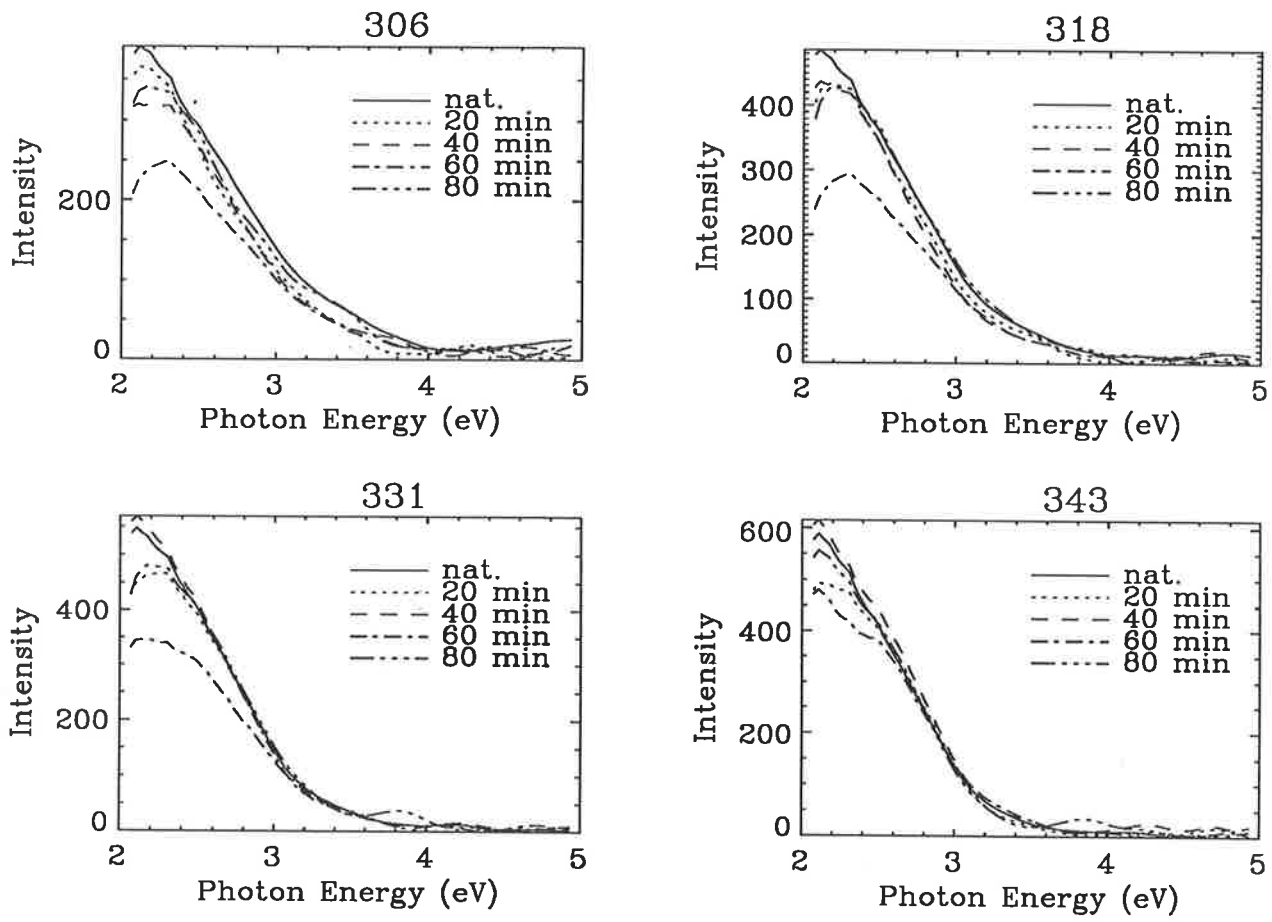 306
Intensity
200
0
2 3 4 5
Photon Energy (eV)
nat.
20 min
40 min
60 min
80 min
318
Intensity
400
300
200
100
0
2 3 4 5
Photon Energy (eV)
nat.
20 min
40 min
60 min
80 min
331
Intensity
400
200
0
2 3 4 5
Photon Energy (eV)
nat.
20 min
40 min
60 min
80 min
343
Intensity
600
400
200
0
2 3 4 5
Photon Energy (eV)
nat.
20 min
40 min
60 min
80 min